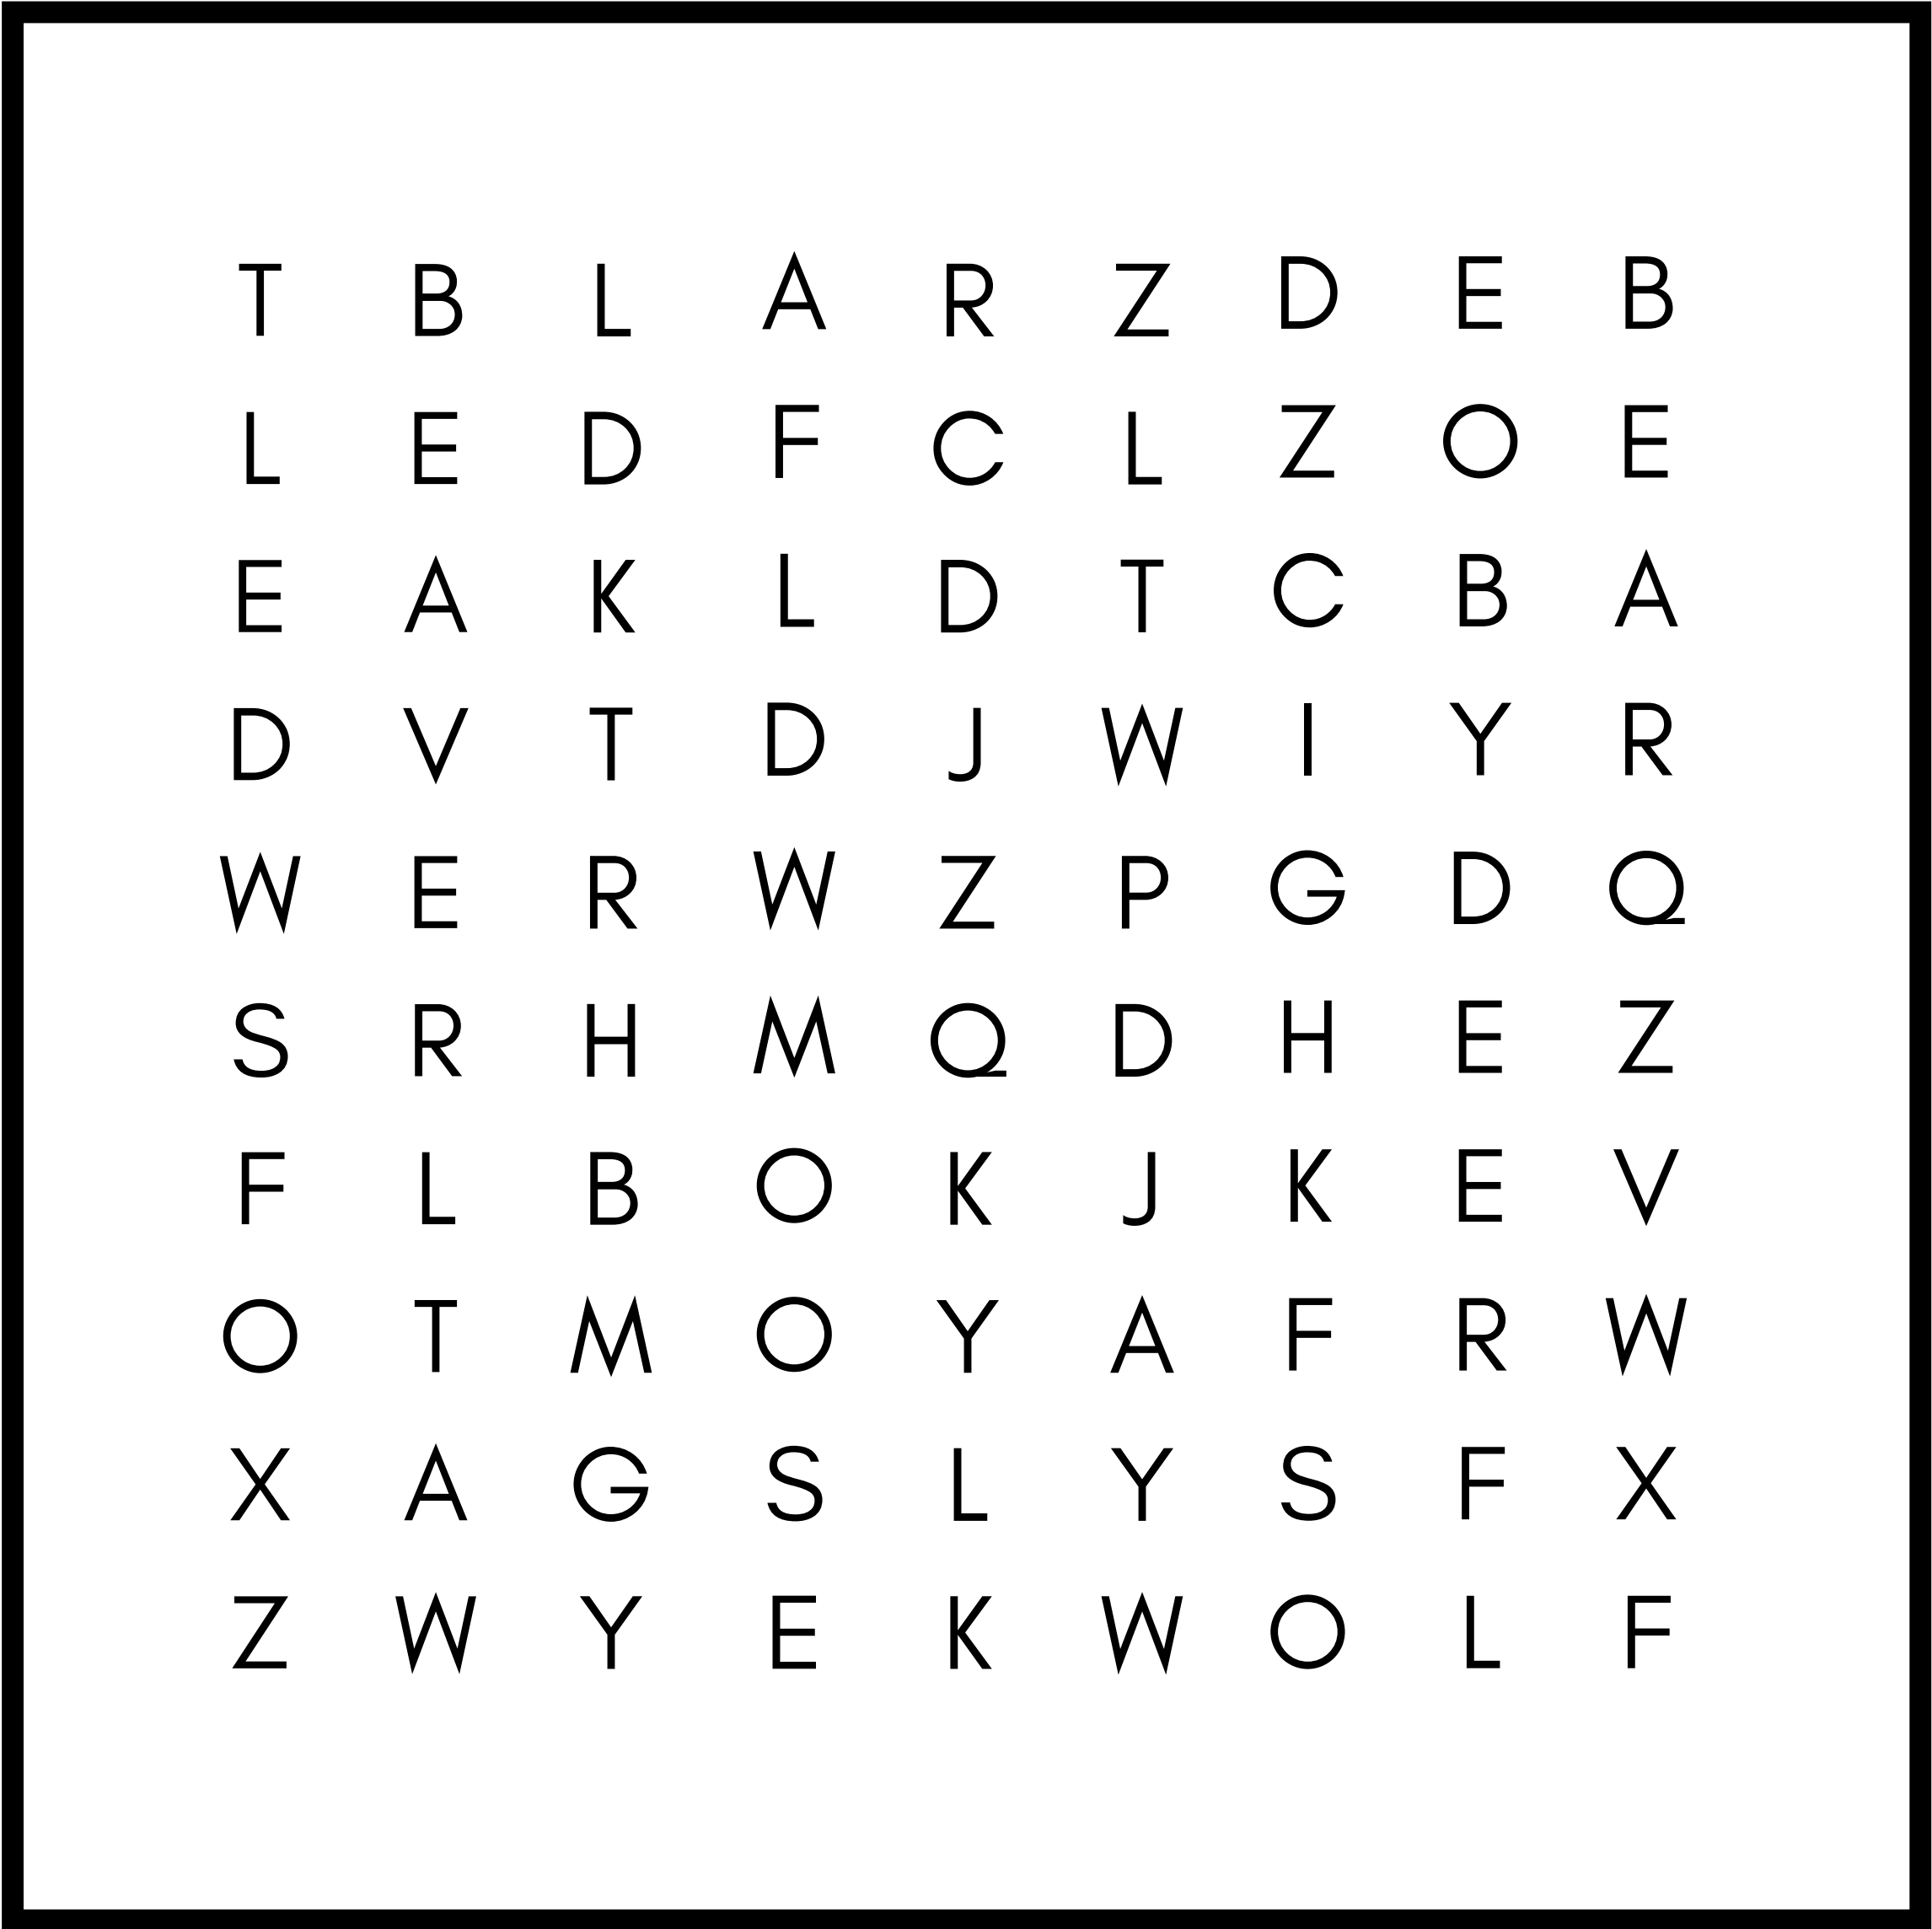 T B L A R Z D E B
L E D F C L Z O E
E A K L D T C B A
D V T D J W I Y R
W E R W Z P G D Q
S R H M Q D H E Z
F L B O K J K E V
O T M O Y A F R W
X A G S L Y S F X
Z W Y E K W O L F